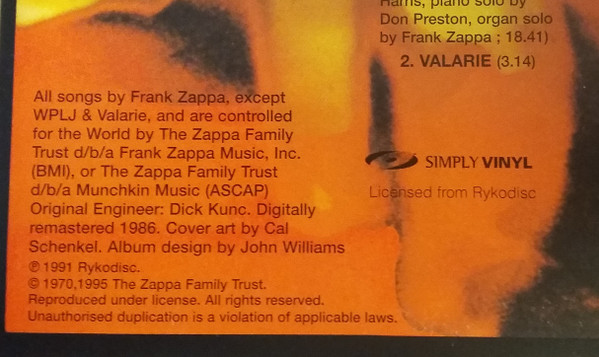 Harris, piano solo by
Don Preston, organ solo
by Frank Zappa ; 18.41)
2. VALARIE (3.14)
All songs by Frank Zappa, except
WPLJ & Valarie, and are controlled
for the World by The Zappa Family
Trust d/b/a Frank Zappa Music, Inc.
(BMI), or The Zappa Family Trust
d/b/a Munchkin Music (ASCAP)
Original Engineer: Dick Kunc. Digitally
remastered 1986. Cover art by Cal
Schenkel. Album design by John Williams
℗ 1991 Rykodisc.
© 1970,1995 The Zappa Family Trust.
Reproduced under license. All rights reserved.
Unauthorised duplication is a violation of applicable laws.
SIMPLY VINYL
Licensed from Rykodisc